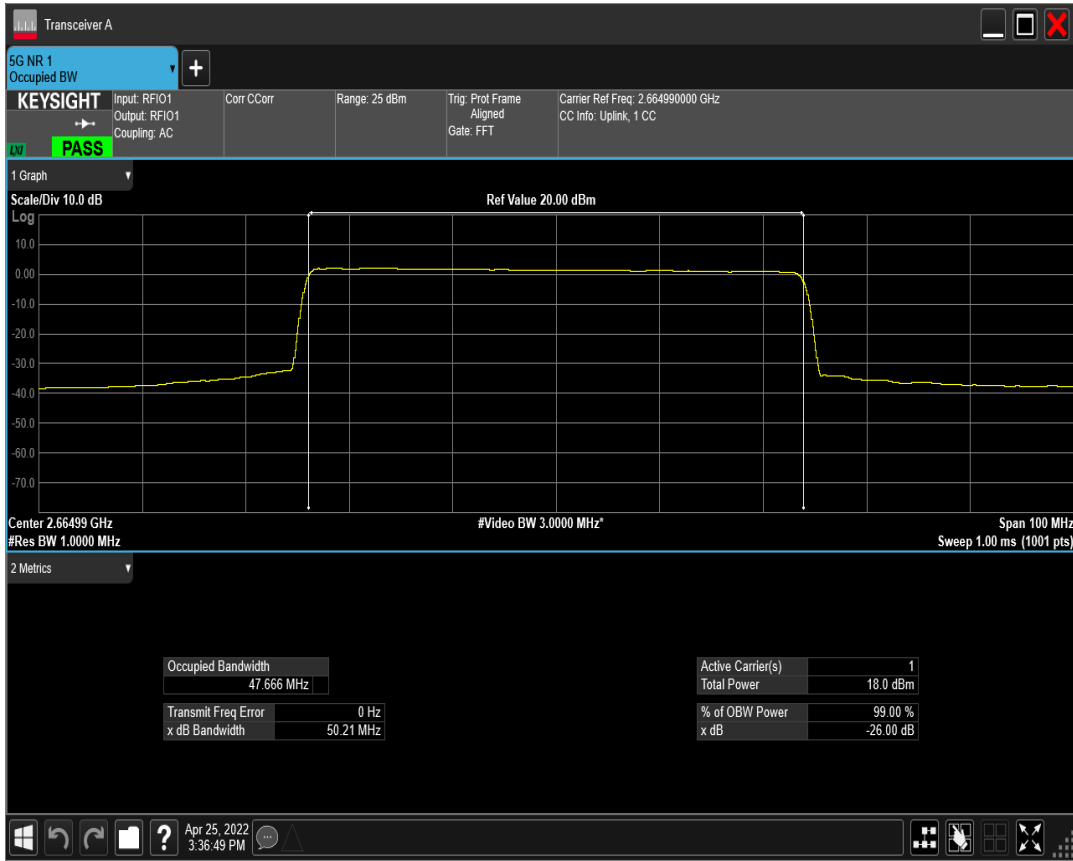 Transceiver A
5G NR 1
Occupied BW
+
KEYSIGHT
LXI
PASS
Input: RFIO1
Output: RFIO1
Coupling: AC
Corr CCorr
Range: 25 dBm
Trig: Prot Frame
Aligned
Gate: FFT
Carrier Ref Freq: 2.664990000 GHz
CC Info: Uplink, 1 CC
1 Graph
Scale/Div 10.0 dB
Ref Value 20.00 dBm
Log
10.0
0.00
-10.0
-20.0
-30.0
-40.0
-50.0
-60.0
-70.0
Center 2.66499 GHz
#Video BW 3.0000 MHz*
Span 100 MHz
#Res BW 1.0000 MHz
Sweep 1.00 ms (1001 pts)
2 Metrics
Occupied Bandwidth
47.666 MHz
Transmit Freq Error 0 Hz
x dB Bandwidth 50.21 MHz
Active Carrier(s) 1
Total Power 18.0 dBm
% of OBW Power 99.00 %
x dB -26.00 dB
?
Apr 25, 2022
3:36:49 PM